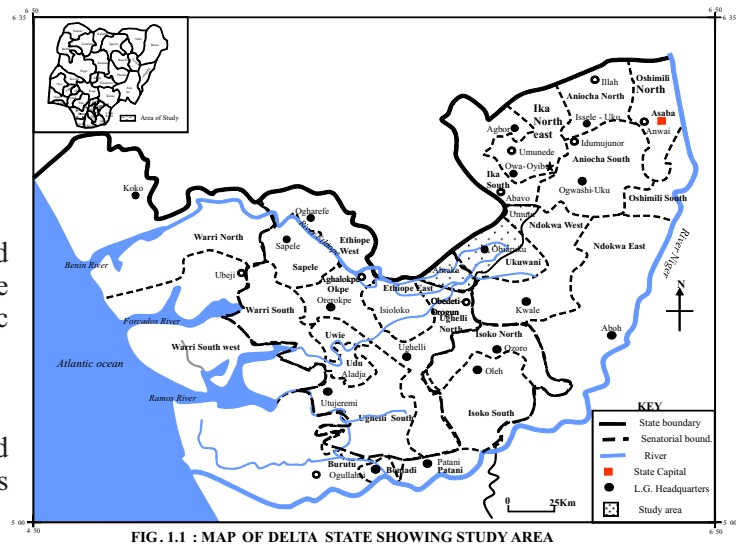 6 50
6 50
6 35
6 35
Area of Study
Illah
Oshimili
North
Aniocha North
Ika
North
east
Asaba
Issele - Uku
Anwai
Agbor
Umunede
Idumujunor
Owa-Oyibo
Aniocha South
Ika
South
Ogwashi-Uku
Abavo
Oshimili South
Umutu
Koko
Ogharefe
Ndokwa West
River Niger
Warri North
Ethiope
West
Ndokwa East
Sapele
Obiaruku
Benin River
Sapele
Ukuwani
Abraka
Ubeji
Aghalokpe
Okpe
Ethiope East
N
Orerokpe
Isioloko
Obedeti
Orogun
Kwale
Warri South
Ughelli
North
Forcados River
Uwie
Isoko North
Aboh
Warri South west
Ughelli
Ozoro
Atlantic ocean
Udu
Aladja
Oleh
Ramos River
Utujeremi
Ughelli South
Isoko South
KEY
State boundary
Senatorial bound.
River
State Capital
L.G. Headquarters
Study area
Burutu
Ogullahai
Bomadi
Patani
Patani
0
25Km
5 00
5 00
4 50
6 50
FIG. 1.1 : MAP OF DELTA STATE SHOWING STUDY AREA